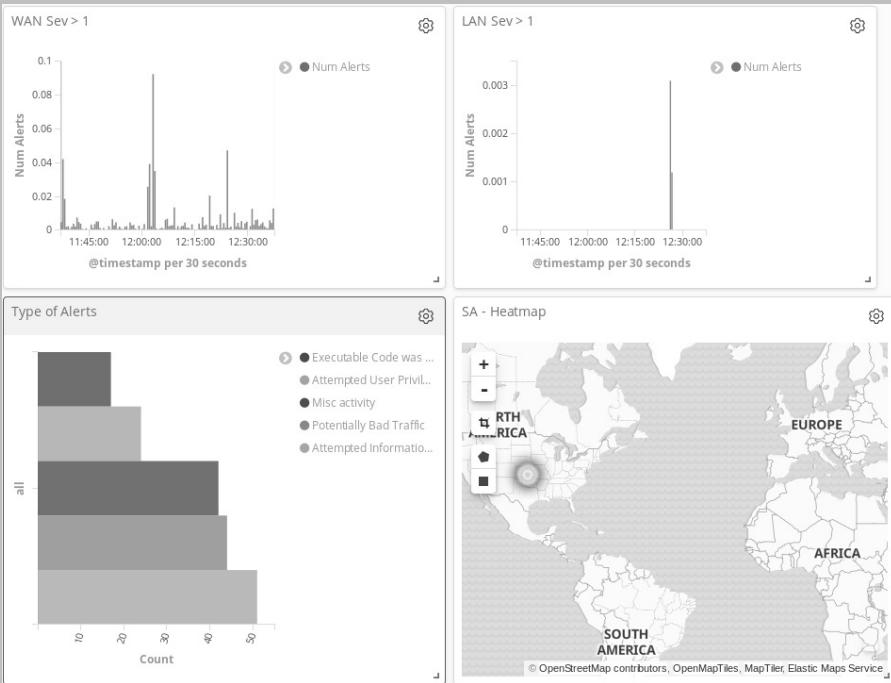 WAN Sev > 1
0.1
0.08
0.06
0.04
0.02
0
Num Alerts
11:45:00 12:00:00 12:15:00 12:30:00
@timestamp per 30 seconds
Num Alerts
LAN Sev > 1
0.003
0.002
0.001
0
Num Alerts
11:45:00 12:00:00 12:15:00 12:30:00
@timestamp per 30 seconds
Num Alerts
Type of Alerts
all
10 20 30 40 50
Count
Executable Code was ...
Attempted User Privil...
Misc activity
Potentially Bad Traffic
Attempted Informatio...
SA - Heatmap
+
-
RTH
AMERICA
EUROPE
AFRICA
SOUTH
AMERICA
© OpenStreetMap contributors, OpenMapTiles, MapTiler, Elastic Maps Service